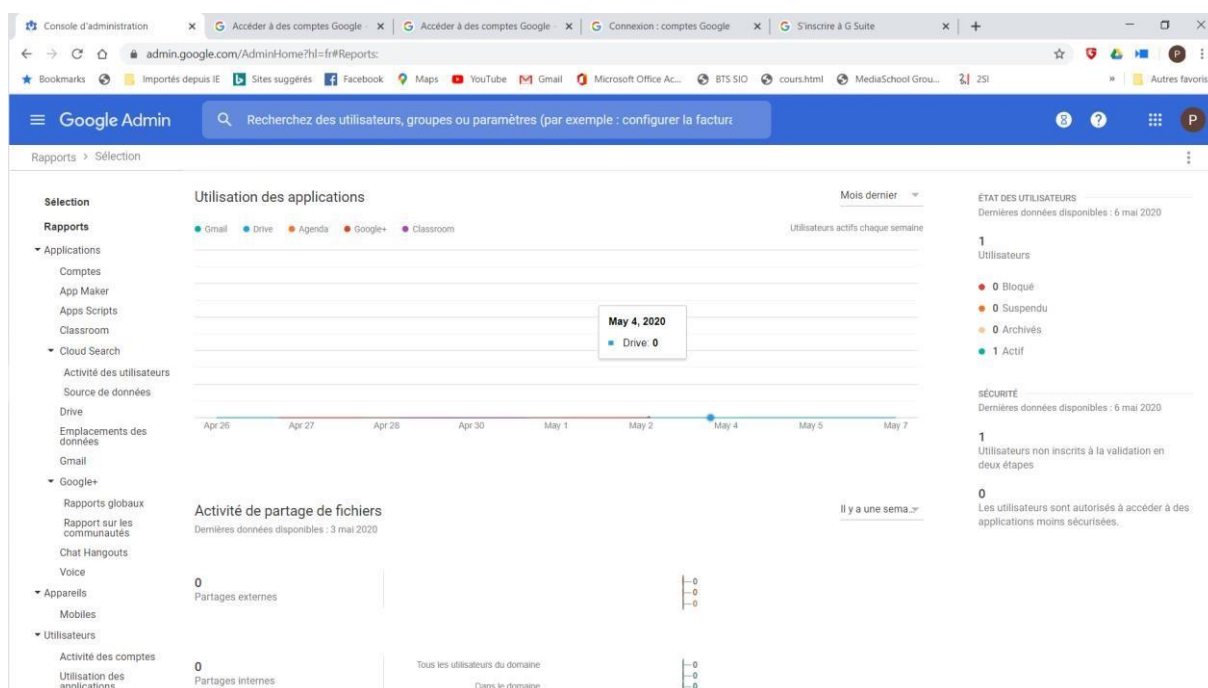 Console d'administration
Accéder à des comptes Google
Accéder à des comptes Google
Connexion : comptes Google
S'inscrire à G Suite
admin.google.com/AdminHome?hl=fr#Reports:
P
Bookmarks
Importés depuis IE
Sites suggérés
Facebook
Maps
YouTube
Gmail
Microsoft Office Ac...
BTS SIO
cours.html
MediaSchool Grou...
2SI
»
Autres favoris
Google Admin
Recherchez des utilisateurs, groupes ou paramètres (par exemple : configurer la factura
8
?
P
Rapports > Sélection
Sélection
Rapports
Applications
Comptes
App Maker
Apps Scripts
Classroom
Cloud Search
Activité des utilisateurs
Source de données
Drive
Emplacements des
données
Gmail
Google+
Rapports globaux
Rapport sur les
communautés
Chat Hangouts
Voice
Appareils
Mobiles
Utilisateurs
Activité des comptes
Utilisation des
applications
Utilisation des applications
Mois dernier
Gmail
Drive
Agenda
Google+
Classroom
Utilisateurs actifs chaque semaine
May 4, 2020
Drive: 0
Apr 26
Apr 27
Apr 28
Apr 30
May 1
May 2
May 4
May 5
May 7
Activité de partage de fichiers
Il y a une sema...
Dernières données disponibles : 3 mai 2020
0
Partages externes
0
0
0
0
Partages internes
Tous les utilisateurs du domaine
Dans le domaine
0
0
0
ÉTAT DES UTILISATEURS
Dernières données disponibles : 6 mai 2020
1
Utilisateurs
0 Bloqué
0 Suspendu
0 Archivés
1 Actif
SÉCURITÉ
Dernières données disponibles : 6 mai 2020
1
Utilisateurs non inscrits à la validation en
deux étapes
0
Les utilisateurs sont autorisés à accéder à des
applications moins sécurisées.